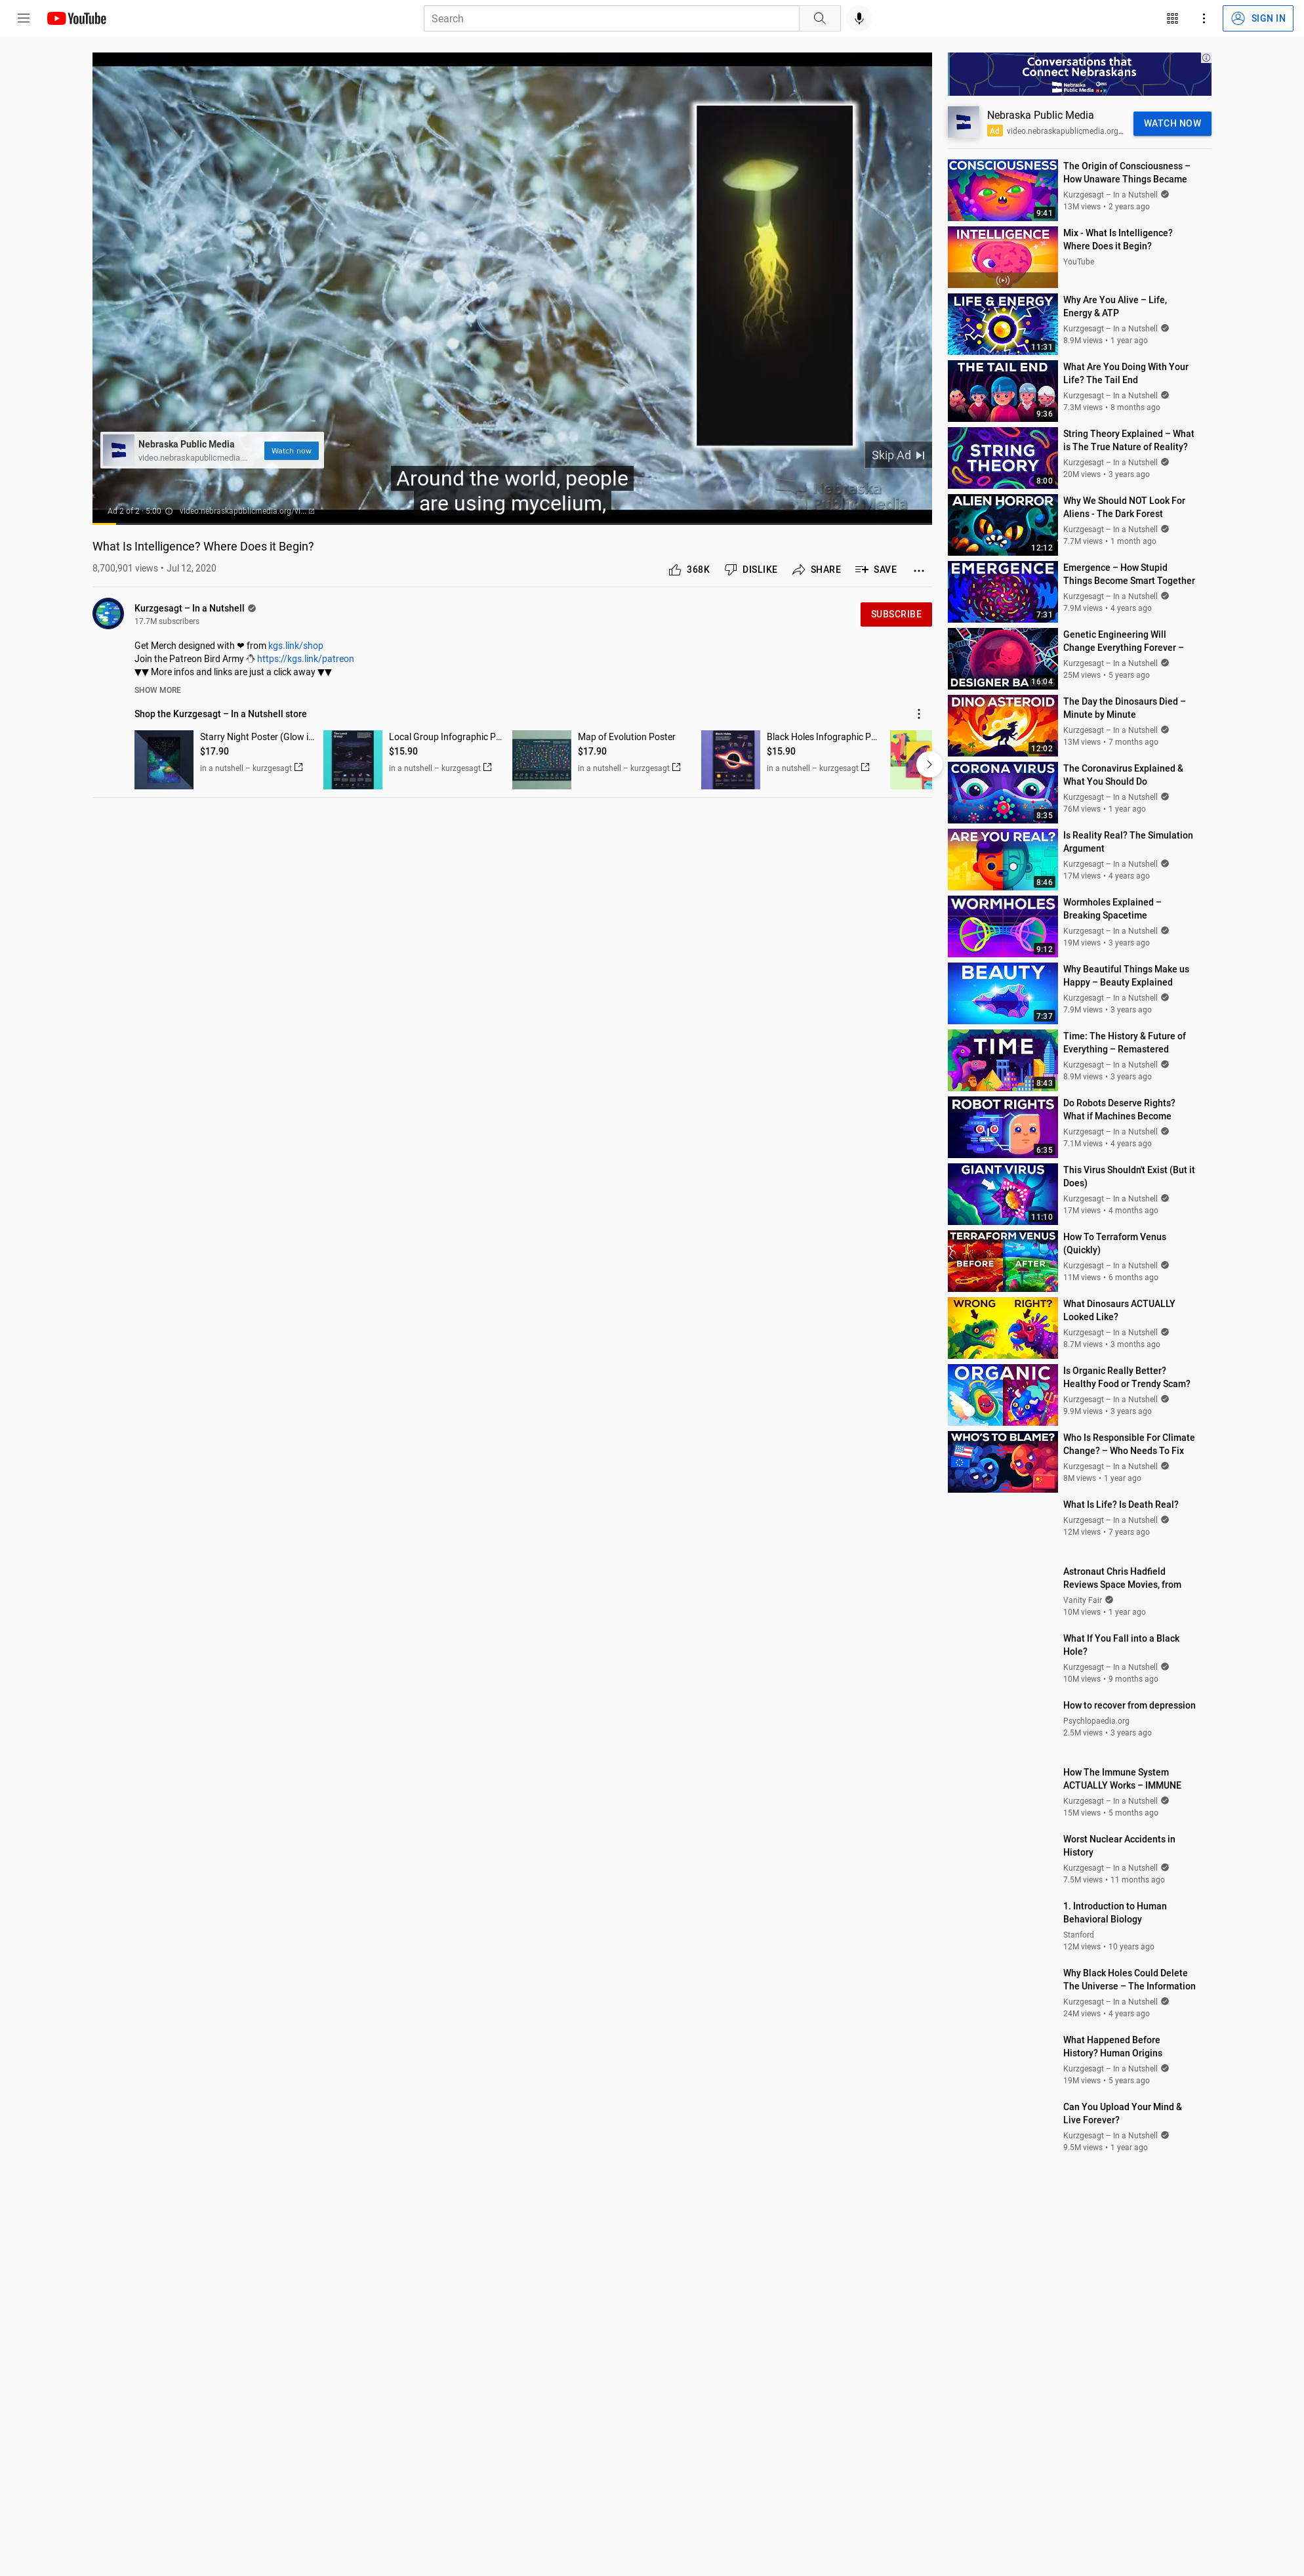 YouTube
Search
SIGN IN
Nebraska Public Media
video.nebraskapublicmedia....
Watch now
Skip Ad
Around the world, people
are using mycelium,
Nebraska
Public Media
Ad 2 of 2 · 5:00
video.nebraskapublicmedia.org/vi...
What Is Intelligence? Where Does it Begin?
8,700,901 views • Jul 12, 2020
368K
DISLIKE
SHARE
SAVE
Kurzgesagt – In a Nutshell
17.7M subscribers
SUBSCRIBE
Get Merch designed with ❤ from kgs.link/shop
Join the Patreon Bird Army 🐧 https://kgs.link/patreon
▼▼ More infos and links are just a click away ▼▼
SHOW MORE
Shop the Kurzgesagt – In a Nutshell store
Starry Night Poster (Glow i...
$17.90
in a nutshell – kurzgesagt
Local Group Infographic P...
$15.90
in a nutshell – kurzgesagt
Map of Evolution Poster
$17.90
in a nutshell – kurzgesagt
Black Holes Infographic P...
$15.90
in a nutshell – kurzgesagt
Conversations that
Connect Nebraskans
Nebraska
Public Media
Nebraska Public Media
Ad video.nebraskapublicmedia.org...
WATCH NOW
CONSCIOUSNESS
9:41
The Origin of Consciousness –
How Unaware Things Became
Kurzgesagt – In a Nutshell
13M views • 2 years ago
INTELLIGENCE
Mix - What Is Intelligence?
Where Does it Begin?
YouTube
LIFE & ENERGY
11:31
Why Are You Alive – Life,
Energy & ATP
Kurzgesagt – In a Nutshell
8.9M views • 1 year ago
THE TAIL END
9:36
What Are You Doing With Your
Life? The Tail End
Kurzgesagt – In a Nutshell
7.3M views • 8 months ago
STRING
THEORY
8:00
String Theory Explained – What
is The True Nature of Reality?
Kurzgesagt – In a Nutshell
20M views • 3 years ago
ALIEN HORROR
12:12
Why We Should NOT Look For
Aliens - The Dark Forest
Kurzgesagt – In a Nutshell
7.7M views • 1 month ago
EMERGENCE
7:31
Emergence – How Stupid
Things Become Smart Together
Kurzgesagt – In a Nutshell
7.9M views • 4 years ago
DESIGNER BA
16:04
Genetic Engineering Will
Change Everything Forever –
Kurzgesagt – In a Nutshell
25M views • 5 years ago
DINO ASTEROID
12:02
The Day the Dinosaurs Died –
Minute by Minute
Kurzgesagt – In a Nutshell
13M views • 7 months ago
CORONA VIRUS
8:35
The Coronavirus Explained &
What You Should Do
Kurzgesagt – In a Nutshell
76M views • 1 year ago
ARE YOU REAL?
8:46
Is Reality Real? The Simulation
Argument
Kurzgesagt – In a Nutshell
17M views • 4 years ago
WORMHOLES
9:12
Wormholes Explained –
Breaking Spacetime
Kurzgesagt – In a Nutshell
19M views • 3 years ago
BEAUTY
7:37
Why Beautiful Things Make us
Happy – Beauty Explained
Kurzgesagt – In a Nutshell
7.9M views • 3 years ago
TIME
8:43
Time: The History & Future of
Everything – Remastered
Kurzgesagt – In a Nutshell
8.9M views • 3 years ago
ROBOT RIGHTS
6:35
Do Robots Deserve Rights?
What if Machines Become
Kurzgesagt – In a Nutshell
7.1M views • 4 years ago
GIANT VIRUS
11:10
This Virus Shouldn't Exist (But it
Does)
Kurzgesagt – In a Nutshell
17M views • 4 months ago
TERRAFORM VENUS
BEFORE AFTER
How To Terraform Venus
(Quickly)
Kurzgesagt – In a Nutshell
11M views • 6 months ago
WRONG RIGHT?
What Dinosaurs ACTUALLY
Looked Like?
Kurzgesagt – In a Nutshell
8.7M views • 3 months ago
ORGANIC
Is Organic Really Better?
Healthy Food or Trendy Scam?
Kurzgesagt – In a Nutshell
9.9M views • 3 years ago
WHO'S TO BLAME?
Who Is Responsible For Climate
Change? – Who Needs To Fix
Kurzgesagt – In a Nutshell
8M views • 1 year ago
What Is Life? Is Death Real?
Kurzgesagt – In a Nutshell
12M views • 7 years ago
Astronaut Chris Hadfield
Reviews Space Movies, from
Vanity Fair
10M views • 1 year ago
What If You Fall into a Black
Hole?
Kurzgesagt – In a Nutshell
10M views • 9 months ago
How to recover from depression
Psychlopaedia.org
2.5M views • 3 years ago
How The Immune System
ACTUALLY Works – IMMUNE
Kurzgesagt – In a Nutshell
15M views • 5 months ago
Worst Nuclear Accidents in
History
Kurzgesagt – In a Nutshell
7.5M views • 11 months ago
1. Introduction to Human
Behavioral Biology
Stanford
12M views • 10 years ago
Why Black Holes Could Delete
The Universe – The Information
Kurzgesagt – In a Nutshell
24M views • 4 years ago
What Happened Before
History? Human Origins
Kurzgesagt – In a Nutshell
19M views • 5 years ago
Can You Upload Your Mind &
Live Forever?
Kurzgesagt – In a Nutshell
9.5M views • 1 year ago